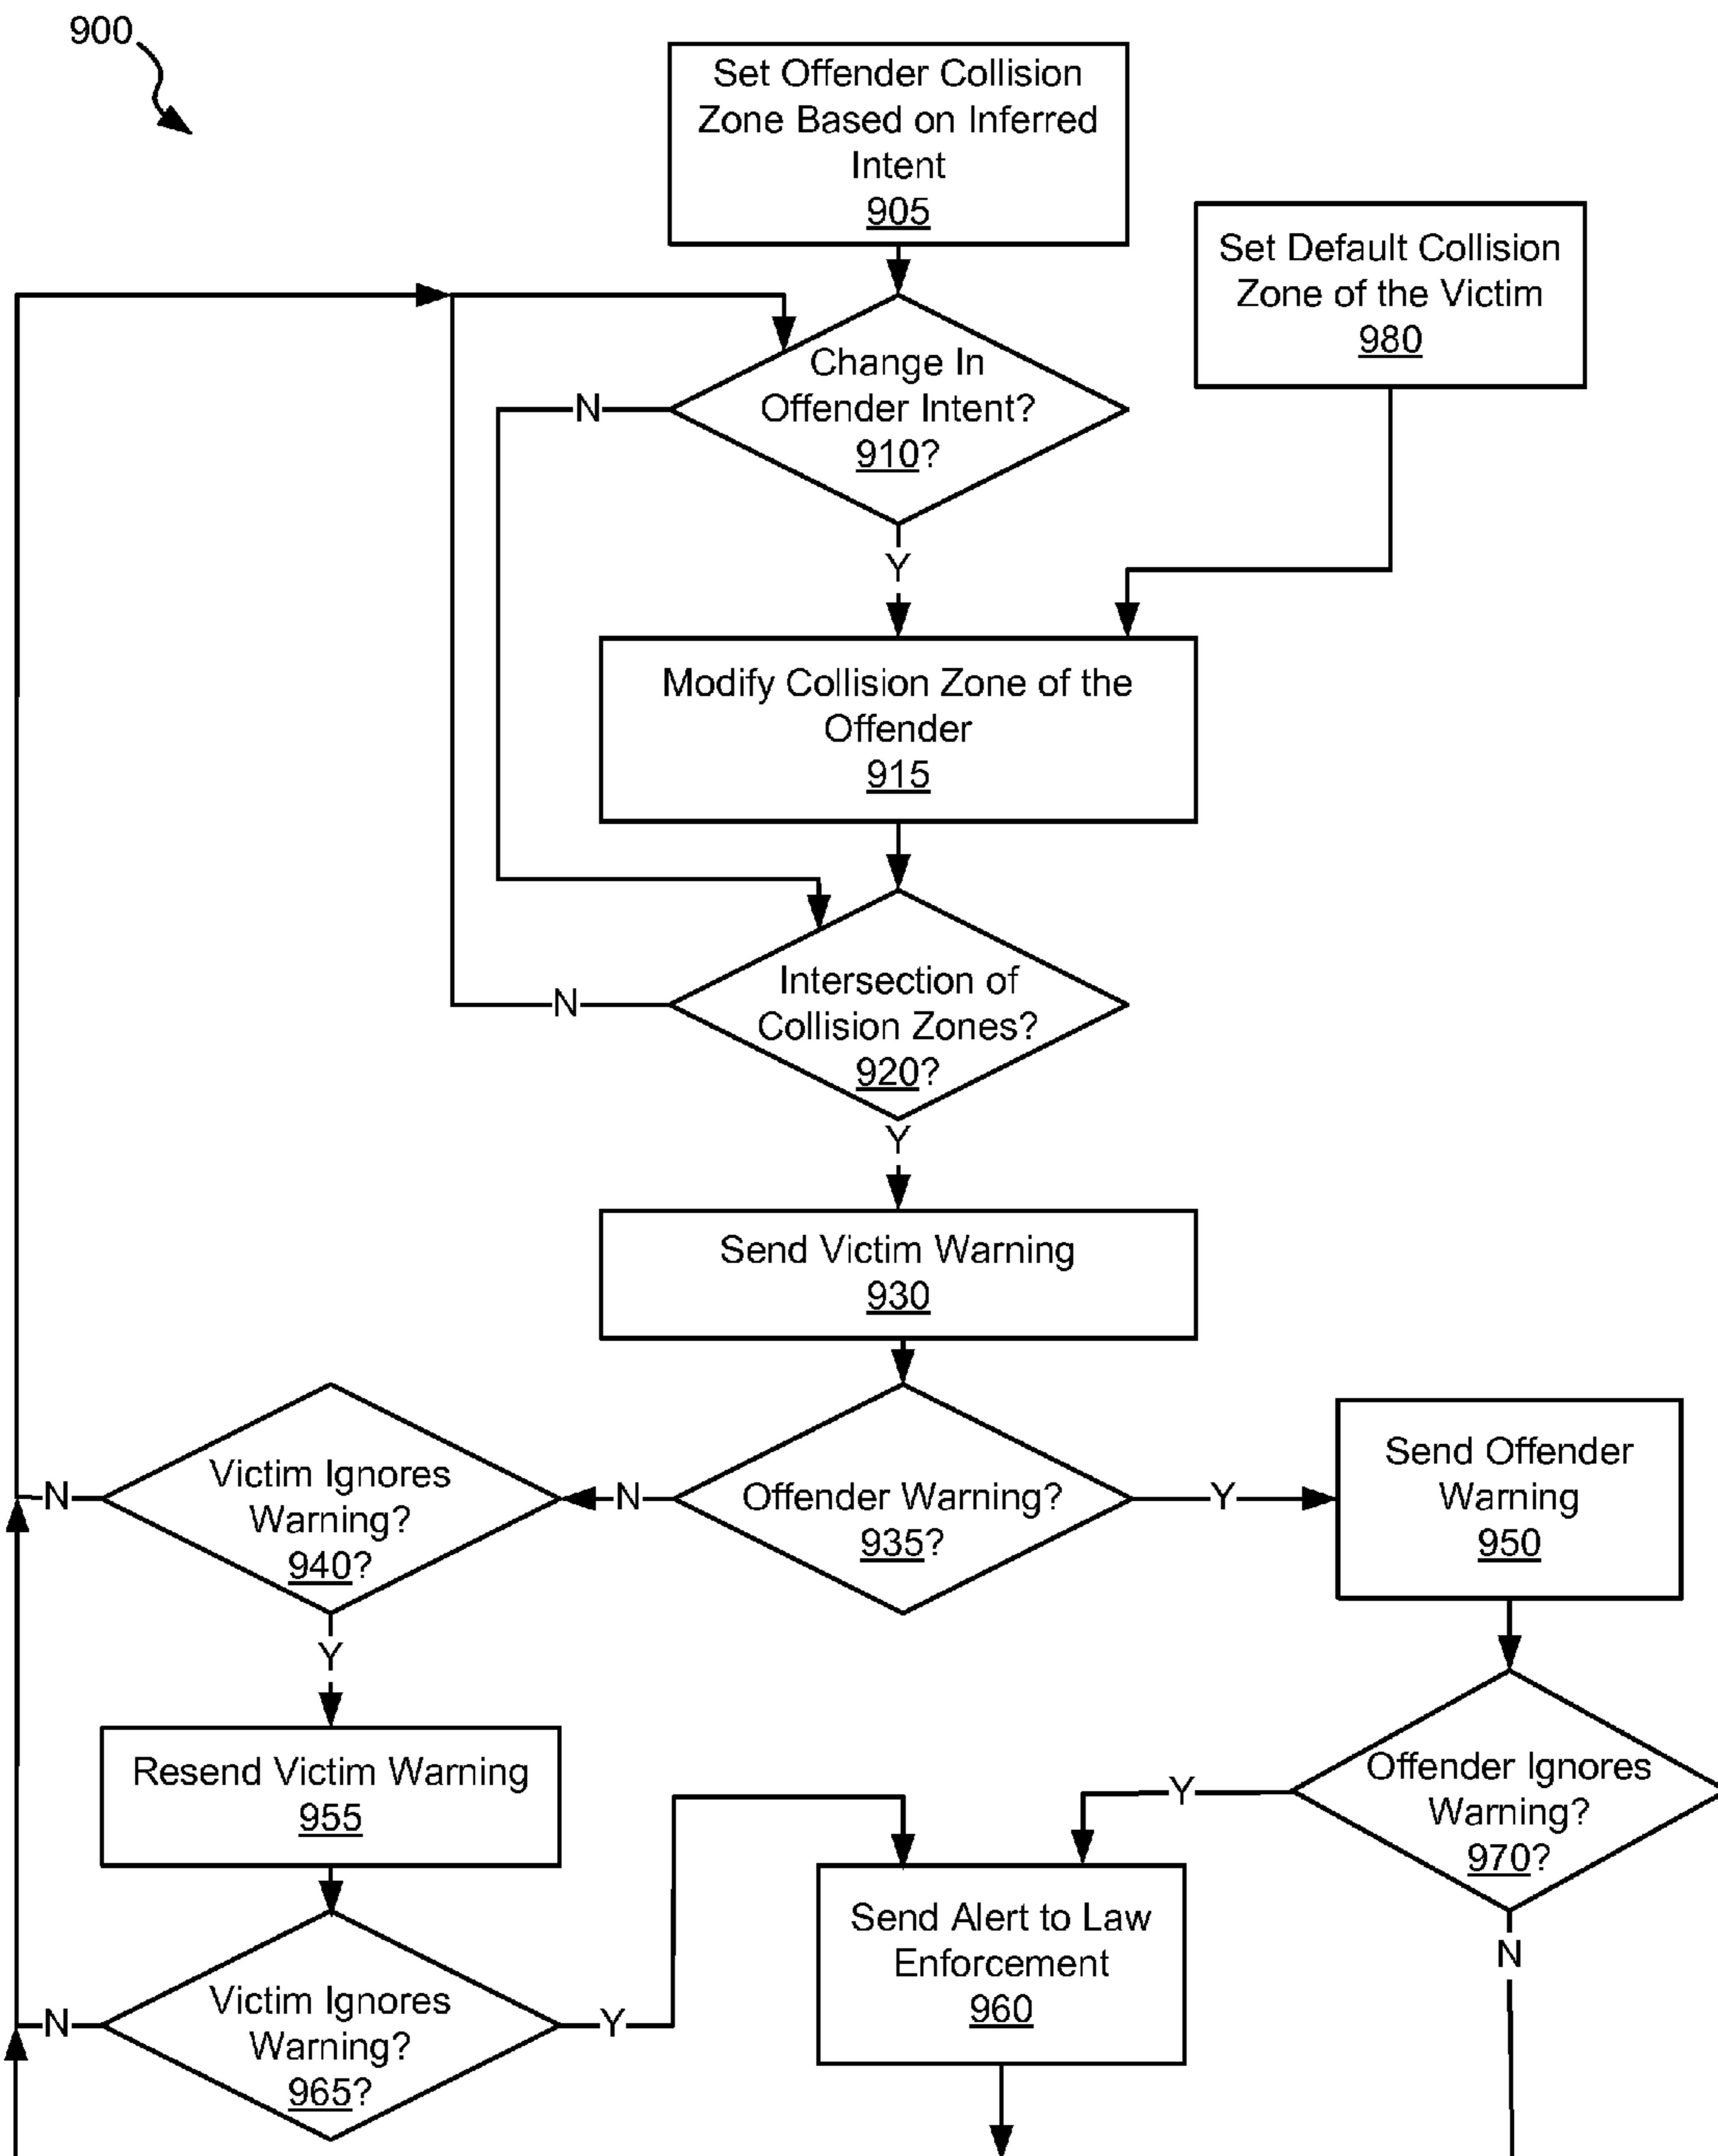 900
Set Offender Collision
Zone Based on Inferred
Intent
905
Set Default Collision
Zone of the Victim
980
Change In
Offender Intent?
910?
N
Y
Modify Collision Zone of the
Offender
915
Intersection of
Collision Zones?
920?
N
Y
Send Victim Warning
930
Offender Warning?
935?
N
Y
Victim Ignores
Warning?
940?
N
Y
Send Offender
Warning
950
Resend Victim Warning
955
Offender Ignores
Warning?
970?
Y
N
Send Alert to Law
Enforcement
960
Victim Ignores
Warning?
965?
N
Y